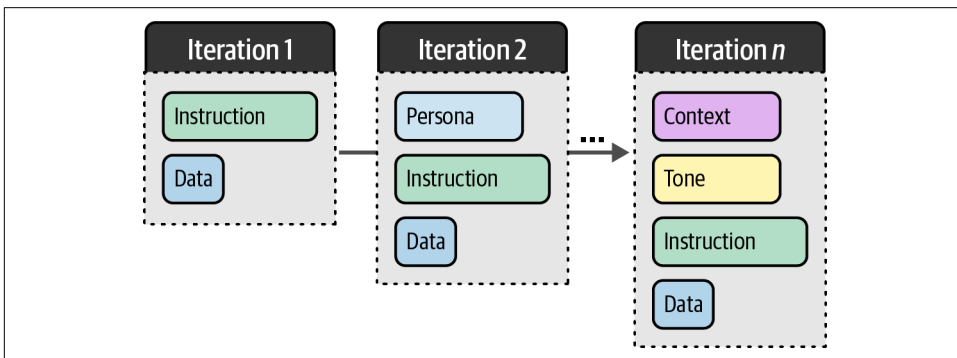 Iteration 1
Instruction
Data
Iteration 2
Persona
Instruction
Data
...
Iteration n
Context
Tone
Instruction
Data